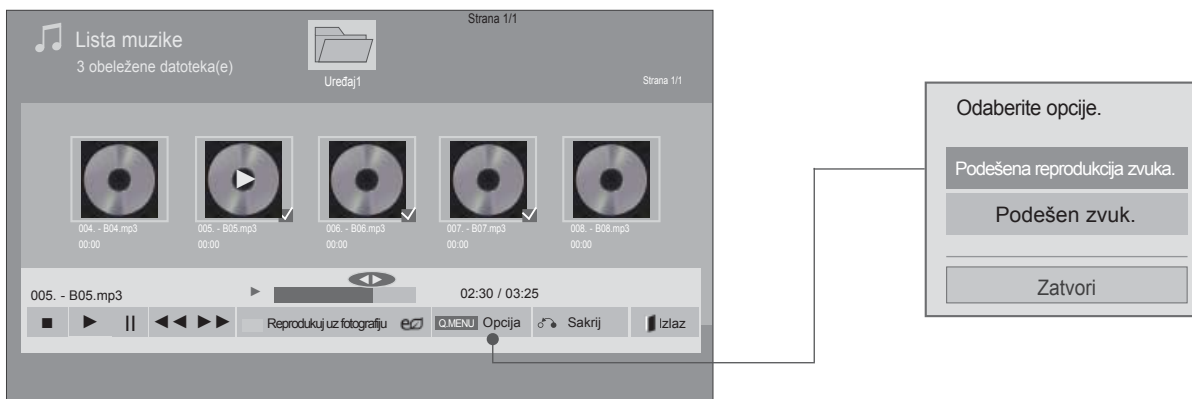 Strana 1/1
Lista muzike
3 obeležene datoteka(e)
Uređaj1
Strana 1/1
004. - B04.mp3
00:00
005. - B05.mp3
00:00
006. - B06.mp3
00:00
007. - B07.mp3
00:00
008. - B08.mp3
00:00
005. - B05.mp3
02:30 / 03:25
Reprodukuj uz fotografiju
Q.MENU Opcija
Sakrij
Izlaz
Odaberite opcije.
Podešena reprodukcija zvuka.
Podešen zvuk.
Zatvori